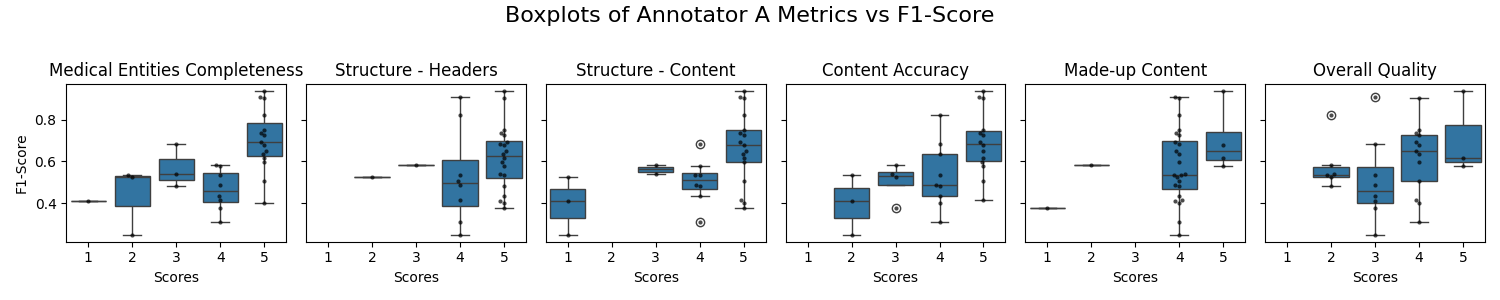 Boxplots of Annotator A Metrics vs F1-Score
Medical Entities Completeness Structure - Headers Structure - Content Content Accuracy Made-up Content Overall Quality
F1-Score
0.8
0.6
0.4
1 2 3 4 5 1 2 3 4 5 1 2 3 4 5 1 2 3 4 5 1 2 3 4 5 1 2 3 4 5
Scores Scores Scores Scores Scores Scores